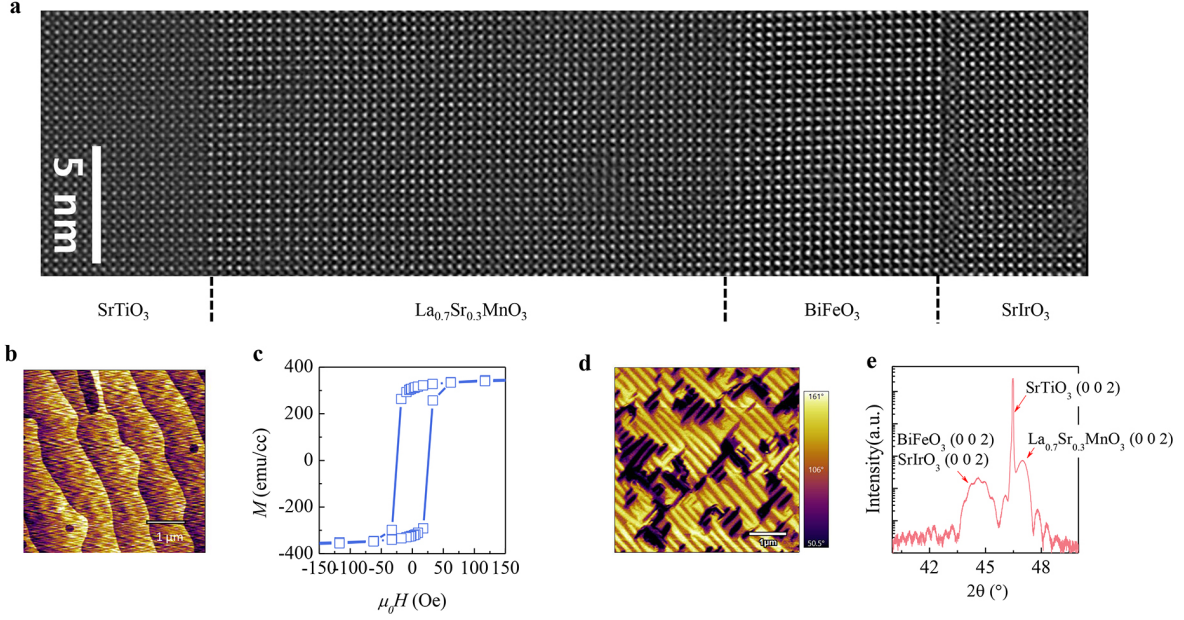 a
5 nm
SrTiO₃
La₀.₇Sr₀.₃MnO₃
BiFeO₃
SrIrO₃
b
1 μm
c
400
200
0
-200
-400
M (emu/cc)
-150-100 -50 0 50 100 150
μ₀H (Oe)
d
1μm
161°
106°
50.5°
e
Intensity(a.u.)
SrTiO₃ (0 0 2)
BiFeO₃ (0 0 2)
La₀.₇Sr₀.₃MnO₃ (0 0 2)
SrIrO₃ (0 0 2)
42 45 48
2θ (°)